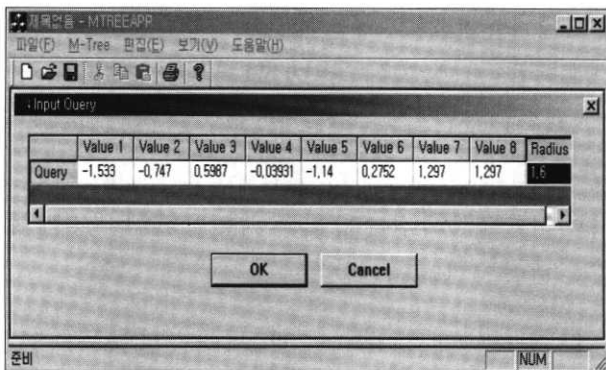 제목없음 - MTREEAPP
파일(F) M-Tree 편집(E) 보기(V) 도움말(H)
Input Query
Value 1 Value 2 Value 3 Value 4 Value 5 Value 6 Value 7 Value 8 Radius
Query -1,533 -0,747 0,5987 -0,03931 -1,14 0,2752 1,297 1,297 1,6
OK Cancel
준비 NUM